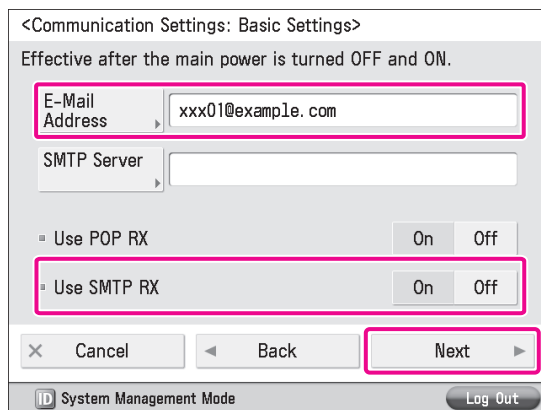 <Communication Settings: Basic Settings>
Effective after the main power is turned OFF and ON.
E-Mail
Address
xxx01@example.com
SMTP Server
Use POP RX On Off
Use SMTP RX On Off
Cancel Back Next
ID System Management Mode Log Out